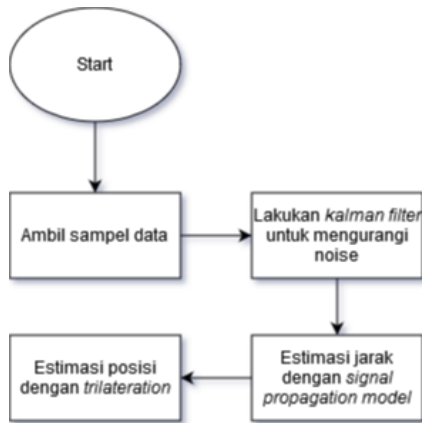 Start
Ambil sampel data
Lakukan kalman filter
untuk mengurangi
noise
Estimasi jarak
dengan signal
propagation model
Estimasi posisi
dengan trilateration